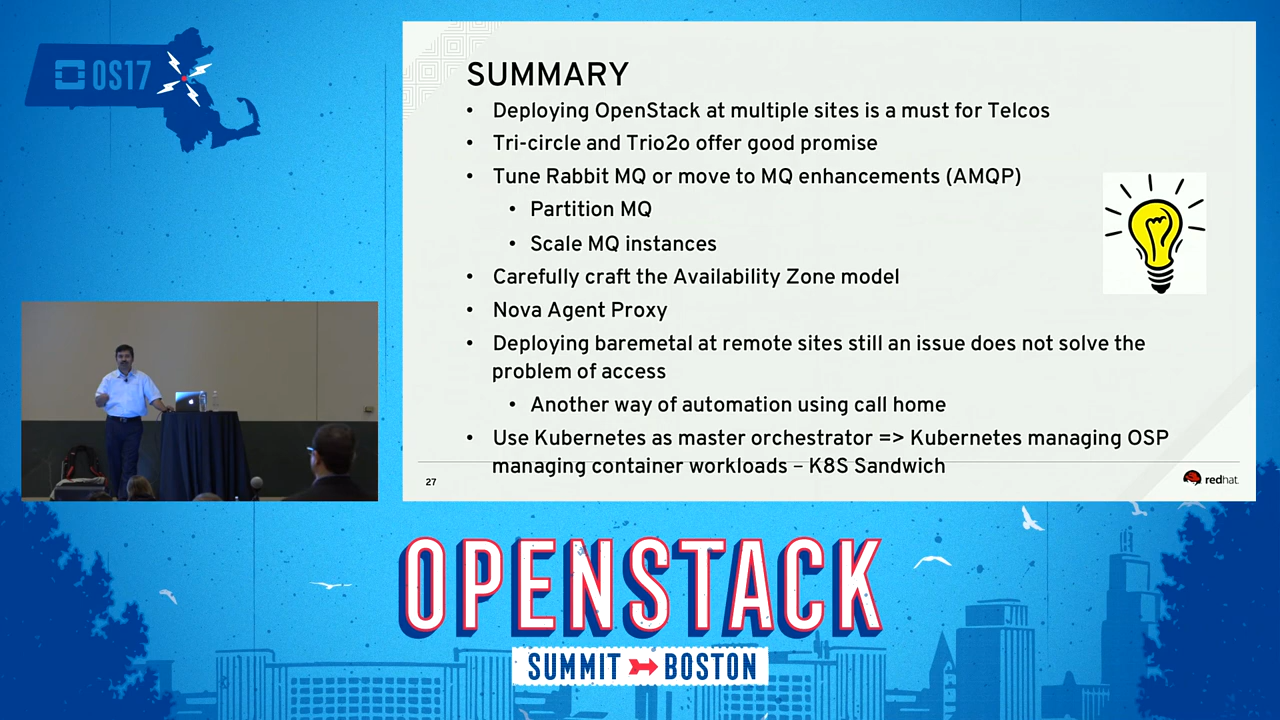 OS17
SUMMARY
• Deploying OpenStack at multiple sites is a must for Telcos
• Tri-circle and Trio2o offer good promise
• Tune Rabbit MQ or move to MQ enhancements (AMQP)
• Partition MQ
• Scale MQ instances
• Carefully craft the Availability Zone model
• Nova Agent Proxy
• Deploying baremetal at remote sites still an issue does not solve the
problem of access
• Another way of automation using call home
• Use Kubernetes as master orchestrator => Kubernetes managing OSP
managing container workloads – K8S Sandwich
27
redhat.
OPENSTACK
SUMMIT BOSTON